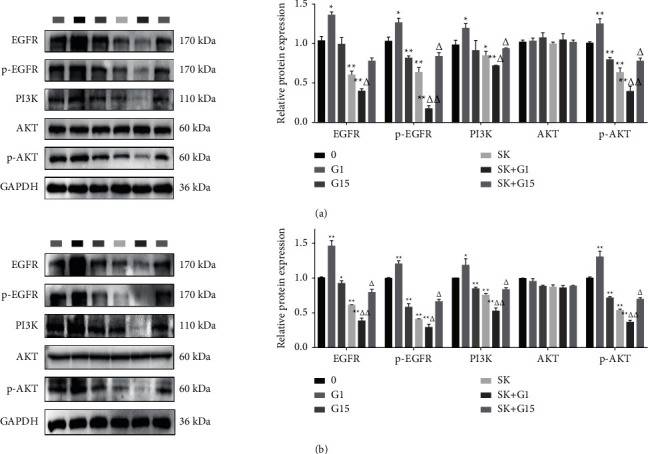 EGFR 170 kDa
p-EGFR 170 kDa
PI3K 110 kDa
AKT 60 kDa
p-AKT 60 kDa
GAPDH 36 kDa
Relative protein expression
1.5
1.0
0.5
0.0
* ** ** Δ
* ** ** ** ΔΔ Δ
* * ** Δ Δ
** ** ** ** Δ Δ
EGFR p-EGFR PI3K AKT p-AKT
0 SK
G1 SK+G1
G15 SK+G15
(a)
EGFR 170 kDa
p-EGFR 170 kDa
PI3K 110 kDa
AKT 60 kDa
p-AKT 60 kDa
GAPDH 36 kDa
Relative protein expression
1.5
1.0
0.5
0.0
** * ** **ΔΔ Δ
** ** ** **Δ Δ
* ** ** **ΔΔ Δ
** ** ** **ΔΔ Δ
EGFR p-EGFR PI3K AKT p-AKT
0 SK
G1 SK+G1
G15 SK+G15
(b)